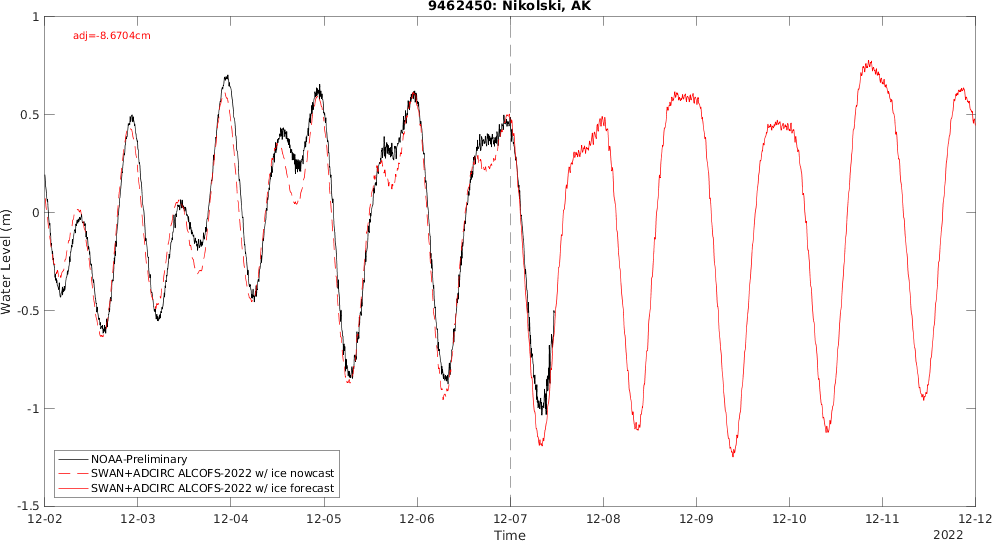 9462450: Nikolski, AK
adj=-8.6704cm
1
0.5
0
-0.5
-1
-1.5
Water Level (m)
NOAA-Preliminary
SWAN+ADCIRC ALCOFS-2022 w/ ice nowcast
SWAN+ADCIRC ALCOFS-2022 w/ ice forecast
12-02 12-03 12-04 12-05 12-06 12-07 12-08 12-09 12-10 12-11 12-12
Time
2022